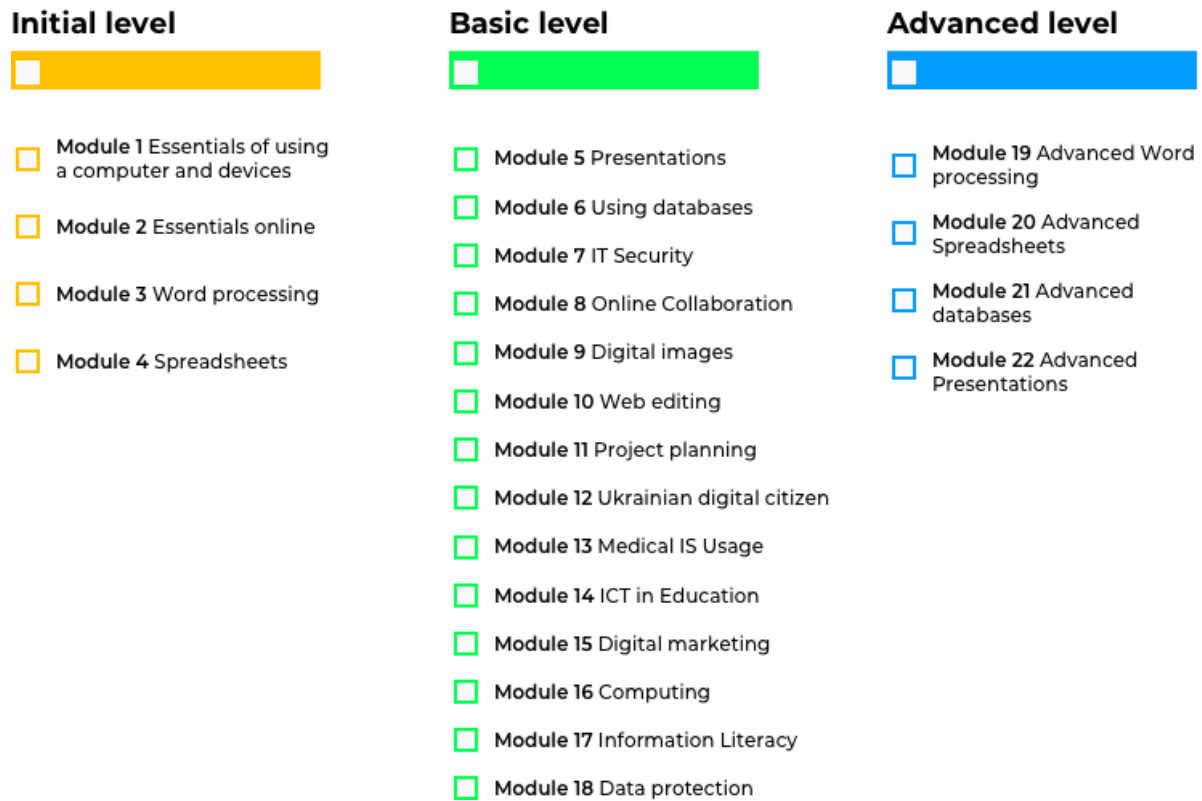 Initial level
Module 1 Essentials of using
a computer and devices
Module 2 Essentials online
Module 3 Word processing
Module 4 Spreadsheets
Basic level
Module 5 Presentations
Module 6 Using databases
Module 7 IT Security
Module 8 Online Collaboration
Module 9 Digital images
Module 10 Web editing
Module 11 Project planning
Module 12 Ukrainian digital citizen
Module 13 Medical IS Usage
Module 14 ICT in Education
Module 15 Digital marketing
Module 16 Computing
Module 17 Information Literacy
Module 18 Data protection
Advanced level
Module 19 Advanced Word
processing
Module 20 Advanced
Spreadsheets
Module 21 Advanced
databases
Module 22 Advanced
Presentations